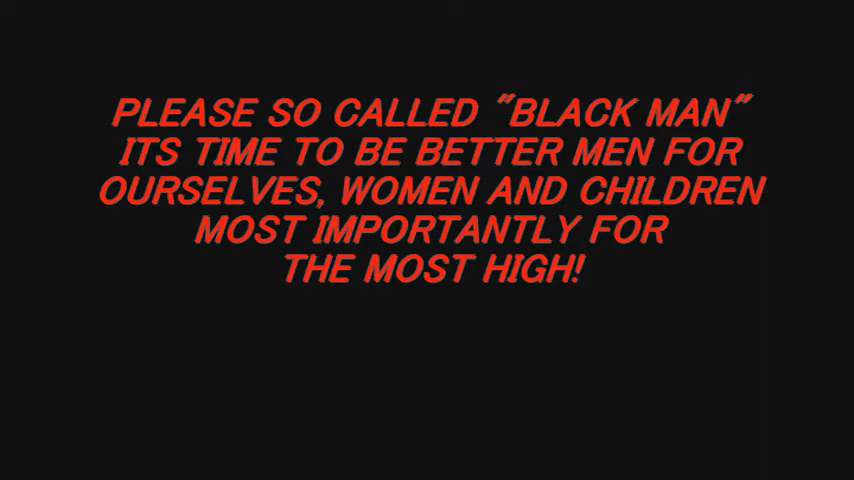 PLEASE SO CALLED "BLACK MAN"
ITS TIME TO BE BETTER MEN FOR
OURSELVES, WOMEN AND CHILDREN
MOST IMPORTANTLY FOR
THE MOST HIGH!